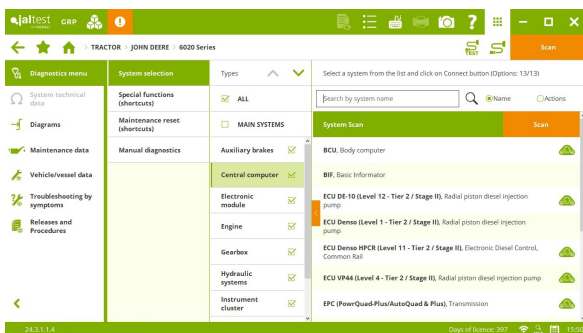 jaltest GRP
TRACTOR > JOHN DEERE > 6020 Series
TEST
Scan
Diagnostics menu
System technical
data
Diagrams
Maintenance data
Vehicle/vessel data
Troubleshooting by
symptoms
Releases and
Procedures
System selection
Special functions
(shortcuts)
Maintenance reset
(shortcuts)
Manual diagnostics
Types
ALL
MAIN SYSTEMS
Auxiliary brakes
Central computer
Electronic
module
Engine
Gearbox
Hydraulic
systems
Instrument
cluster
Select a system from the list and click on Connect button (Options: 13/13)
Search by system name
Name
Actions
System Scan
Scan
BCU, Body computer
BIF, Basic Informator
ECU DE-10 (Level 12 - Tier 2 / Stage II), Radial piston diesel injection
pump
ECU Denso (Level 1 - Tier 2 / Stage II), Radial piston diesel injection
pump
ECU Denso HPCR (Level 11 - Tier 2 / Stage II), Electronic Diesel Control,
Common Rail
ECU VP44 (Level 4 - Tier 2 / Stage II), Radial piston diesel injection pump
EPC (PowrQuad-Plus/AutoQuad & Plus), Transmission
24.3.1.1.4
Days of licence: 397
15:50